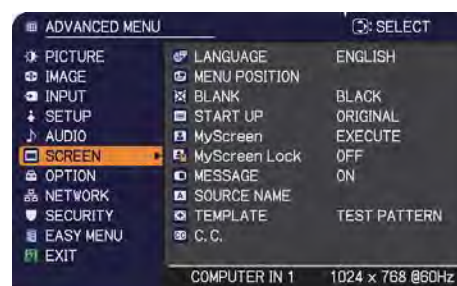 ADVANCED MENU : SELECT
PICTURE LANGUAGE ENGLISH
IMAGE MENU POSITION
INPUT BLANK BLACK
SETUP START UP ORIGINAL
AUDIO MyScreen EXECUTE
SCREEN MyScreen Lock OFF
OPTION MESSAGE ON
NETWORK SOURCE NAME
SECURITY TEMPLATE TEST PATTERN
EASY MENU C.C.
EXIT
COMPUTER IN 1 1024 x 768 @60Hz